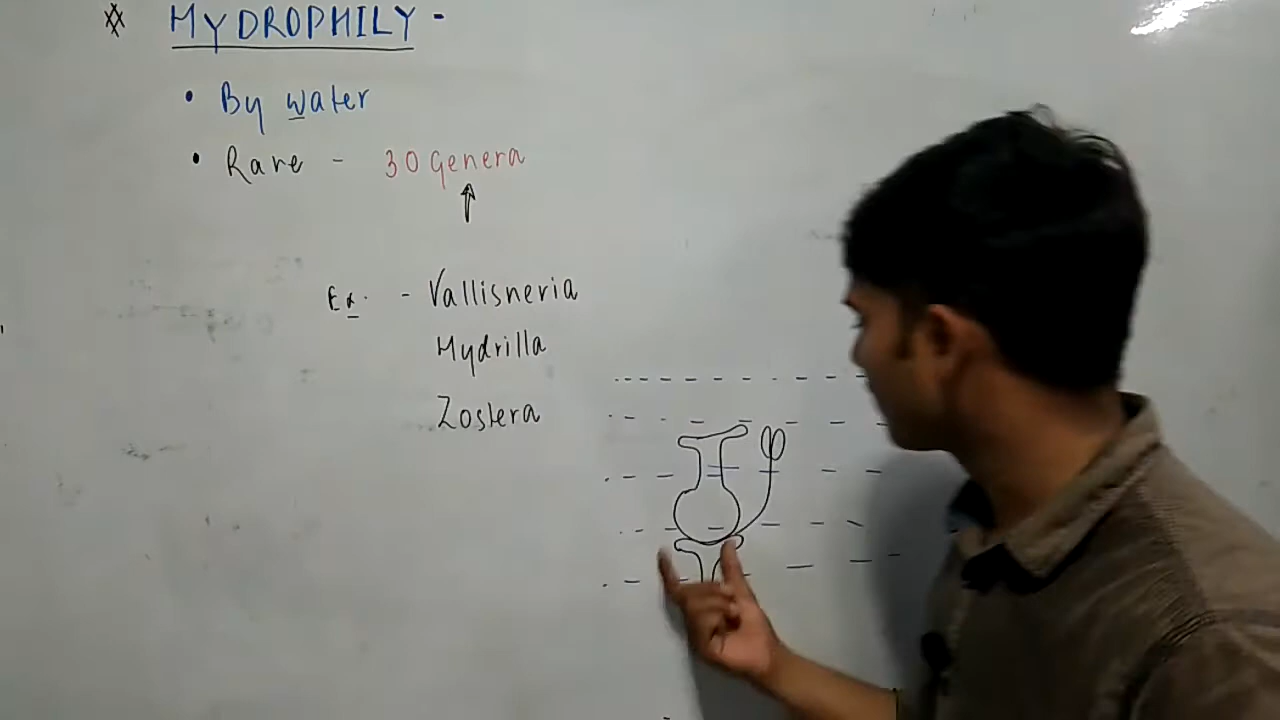 HYDROPHILY -
• By water
• Rare - 30 Genera
Ex. - Vallisneria
Hydrilla
Zostera